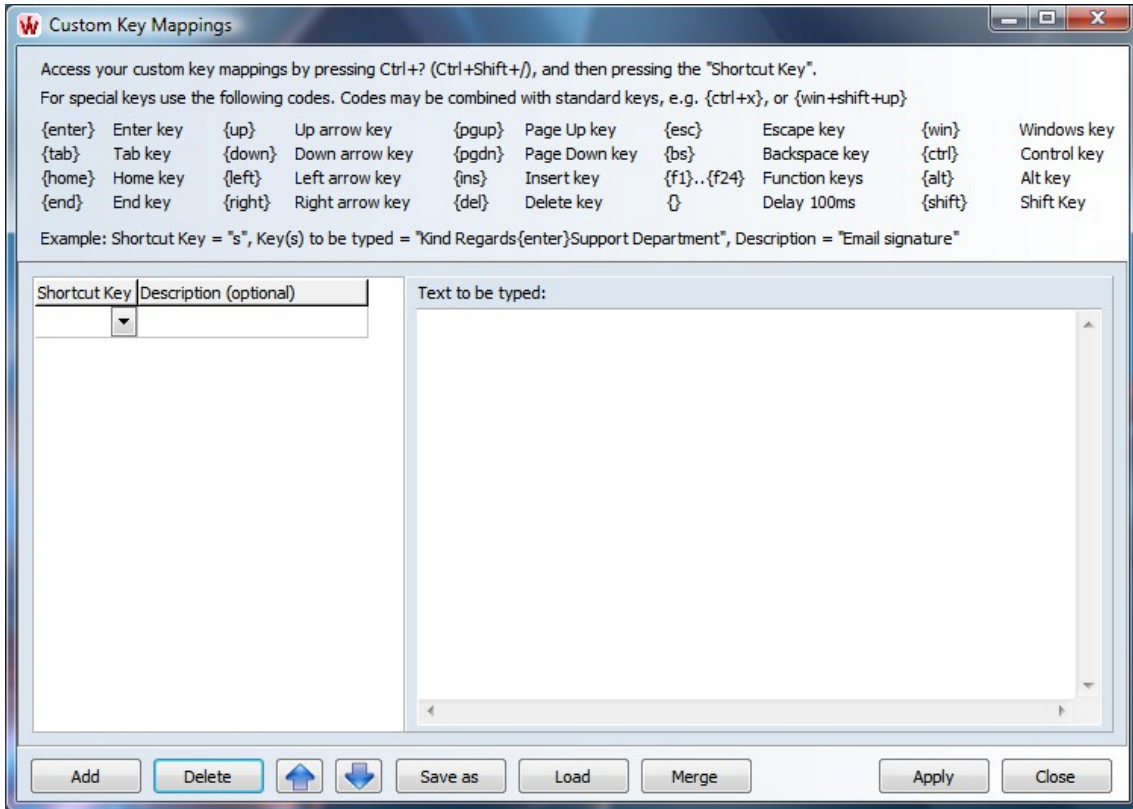 Custom Key Mappings
Access your custom key mappings by pressing Ctrl+? (Ctrl+Shift+/), and then pressing the "Shortcut Key".
For special keys use the following codes. Codes may be combined with standard keys, e.g. {ctrl+x}, or {win+shift+up}
{enter} Enter key {up} Up arrow key {pgup} Page Up key {esc} Escape key {win} Windows key
{tab} Tab key {down} Down arrow key {pgdn} Page Down key {bs} Backspace key {ctrl} Control key
{home} Home key {left} Left arrow key {ins} Insert key {f1}..{f24} Function keys {alt} Alt key
{end} End key {right} Right arrow key {del} Delete key {} Delay 100ms {shift} Shift Key
Example: Shortcut Key = "s", Key(s) to be typed = "Kind Regards{enter}Support Department", Description = "Email signature"
Shortcut Key Description (optional) Text to be typed:
Add Delete Save as Load Merge Apply Close